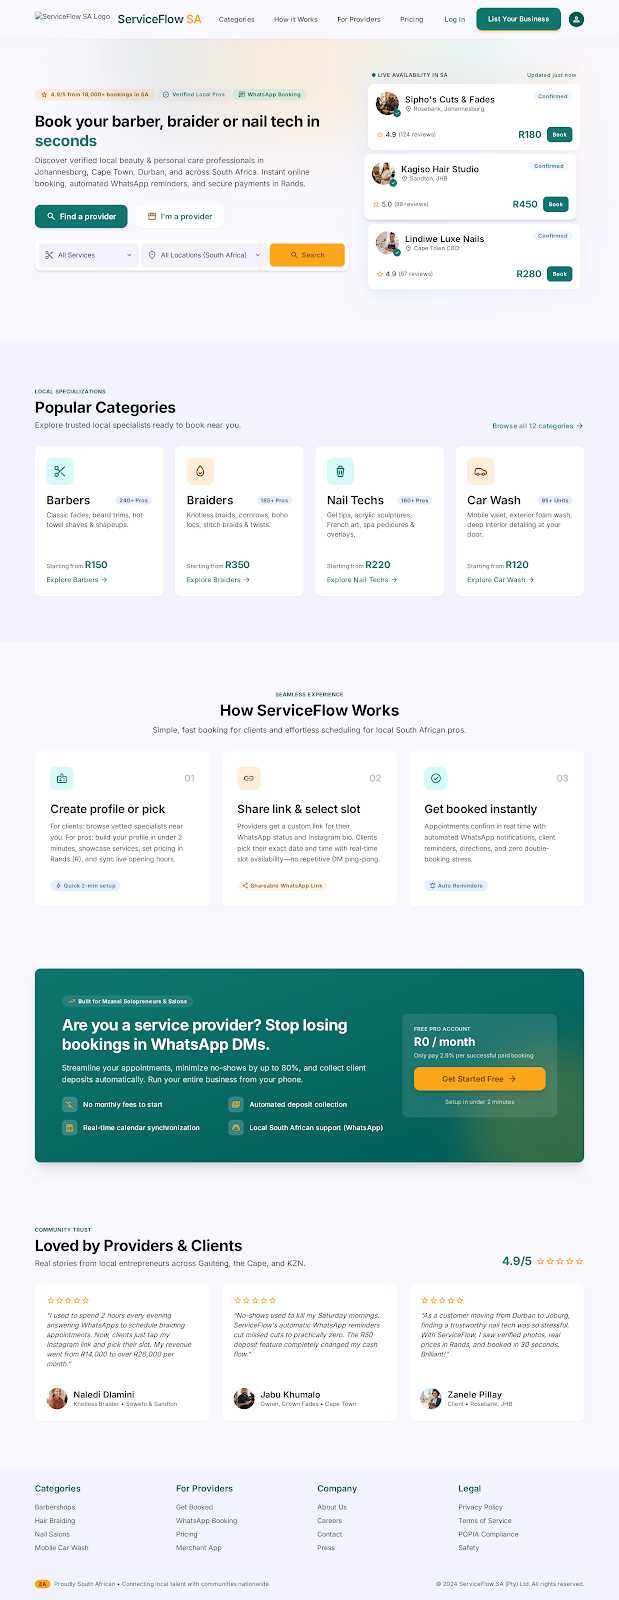 ServiceFlow SA Logo
ServiceFlow SA
Categories
How it Works
For Providers
Pricing
Log In
List Your Business
4.9/5 from 18,000+ bookings in SA
Verified Local Pros
WhatsApp Booking
Book your barber, braider or nail tech in
seconds
Discover verified local beauty & personal care professionals in
Johannesburg, Cape Town, Durban, and across South Africa. Instant online
booking, automated WhatsApp reminders, and secure payments in Rands.
Find a provider
I'm a provider
All Services
All Locations (South Africa)
Search
LIVE AVAILABILITY IN SA
Updated just now
Sipho's Cuts & Fades
Confirmed
Rosebank, Johannesburg
4.9 (124 reviews)
R180
Book
Kagiso Hair Studio
Confirmed
Sandton, JHB
5.0 (89 reviews)
R450
Book
Lindiwe Luxe Nails
Confirmed
Cape Town CBD
4.9 (67 reviews)
R280
Book
LOCAL SPECIALIZATIONS
Popular Categories
Explore trusted local specialists ready to book near you.
Browse all 12 categories →
Barbers
240+ Pros
Classic fades, beard trims, hot
towel shaves & shapeups.
Starting from R150
Explore Barbers →
Braiders
185+ Pros
Knotless braids, cornrows, boho
locs, stitch braids & twists.
Starting from R350
Explore Braiders →
Nail Techs
160+ Pros
Gel tips, acrylic sculptures,
French art, spa pedicures &
overlays.
Starting from R220
Explore Nail Techs →
Car Wash
95+ Units
Mobile valet, exterior foam wash,
deep interior detailing at your
door.
Starting from R120
Explore Car Wash →
SEAMLESS EXPERIENCE
How ServiceFlow Works
Simple, fast booking for clients and effortless scheduling for local South African pros.
01
Create profile or pick
For clients: browse vetted specialists near
you. For pros: build your profile in under 2
minutes, showcase services, set pricing in
Rands (R), and sync live opening hours.
Quick 2-min setup
02
Share link & select slot
Providers get a custom link for their
WhatsApp status and Instagram bio. Clients
pick their exact date and time with real-time
slot availability—no repetitive DM ping-pong.
Shareable WhatsApp Link
03
Get booked instantly
Appointments confirm in real time with
automated WhatsApp notifications, client
reminders, directions, and zero double-
booking stress.
Auto Reminders
Built for Mzansi Solopreneurs & Salons
Are you a service provider? Stop losing
bookings in WhatsApp DMs.
Streamline your appointments, minimize no-shows by up to 80%, and collect client
deposits automatically. Run your entire business from your phone.
No monthly fees to start
Automated deposit collection
Real-time calendar synchronization
Local South African support (WhatsApp)
FREE PRO ACCOUNT
R0 / month
Only pay 2.5% per successful paid booking
Get Started Free →
Setup in under 2 minutes
COMMUNITY TRUST
Loved by Providers & Clients
Real stories from local entrepreneurs across Gauteng, the Cape, and KZN.
4.9/5
"I used to spend 2 hours every evening
answering WhatsApps to schedule braiding
appointments. Now, clients just tap my
Instagram link and pick their slot. My revenue
went from R14,000 to over R26,000 per
month."
Naledi Dlamini
Knotless Braider • Soweto & Sandton
"No-shows used to kill my Saturday mornings.
ServiceFlow's automatic WhatsApp reminders
cut missed cuts to practically zero. The R50
deposit feature completely changed my cash
flow."
Jabu Khumalo
Owner, Crown Fades • Cape Town
"As a customer moving from Durban to Joburg,
finding a trustworthy nail tech was so stressful.
With ServiceFlow, I saw verified photos, real
prices in Rands, and booked in 30 seconds.
Brilliant!"
Zanele Pillay
Client • Rosebank, JHB
Categories
Barbershops
Hair Braiding
Nail Salons
Mobile Car Wash
For Providers
Get Booked
WhatsApp Booking
Pricing
Merchant App
Company
About Us
Careers
Contact
Press
Legal
Privacy Policy
Terms of Service
POPIA Compliance
Safety
ZA
Proudly South African • Connecting local talent with communities nationwide
© 2024 ServiceFlow SA (Pty) Ltd. All rights reserved.